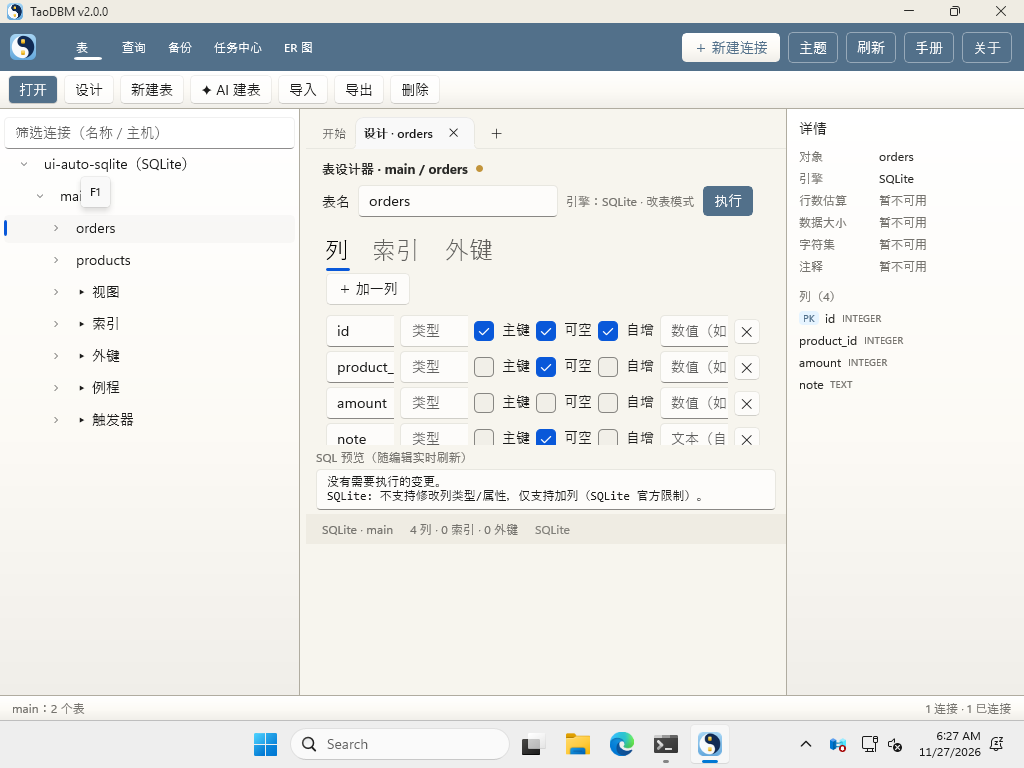 TaoDBM v2.0.0
表 查询 备份 任务中心 ER 图 + 新建连接 主题 刷新 手册 关于
打开 设计 新建表 ✦ AI 建表 导入 导出 删除
筛选连接（名称 / 主机）
ui-auto-sqlite（SQLite）
mai
F1
orders
products
▸ 视图
▸ 索引
▸ 外键
▸ 例程
▸ 触发器
开始 设计 · orders
表设计器 · main / orders
表名 orders 引擎：SQLite · 改表模式 执行
列 索引 外键
+ 加一列
id 类型 主键 可空 自增 数值（如
product_ 类型 主键 可空 自增 数值（如
amount 类型 主键 可空 自增 数值（如
note 类型 主键 可空 自增 文本（自
SQL 预览（随编辑实时刷新）
没有需要执行的变更。
SQLite: 不支持修改列类型/属性，仅支持加列（SQLite 官方限制）。
SQLite · main 4 列 · 0 索引 · 0 外键 SQLite
详情
对象 orders
引擎 SQLite
行数估算 暂不可用
数据大小 暂不可用
字符集 暂不可用
注释 暂不可用
列（4）
PK id INTEGER
product_id INTEGER
amount INTEGER
note TEXT
main：2 个表
1 连接 · 1 已连接
Search
6:27 AM
11/27/2026